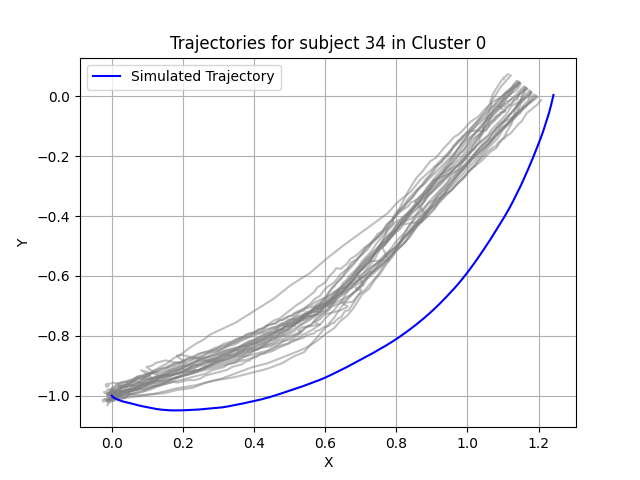 Trajectories for subject 34 in Cluster 0
Simulated Trajectory
0.0
−0.2
−0.4
−0.6
−0.8
−1.0
Y
0.0 0.2 0.4 0.6 0.8 1.0 1.2
X